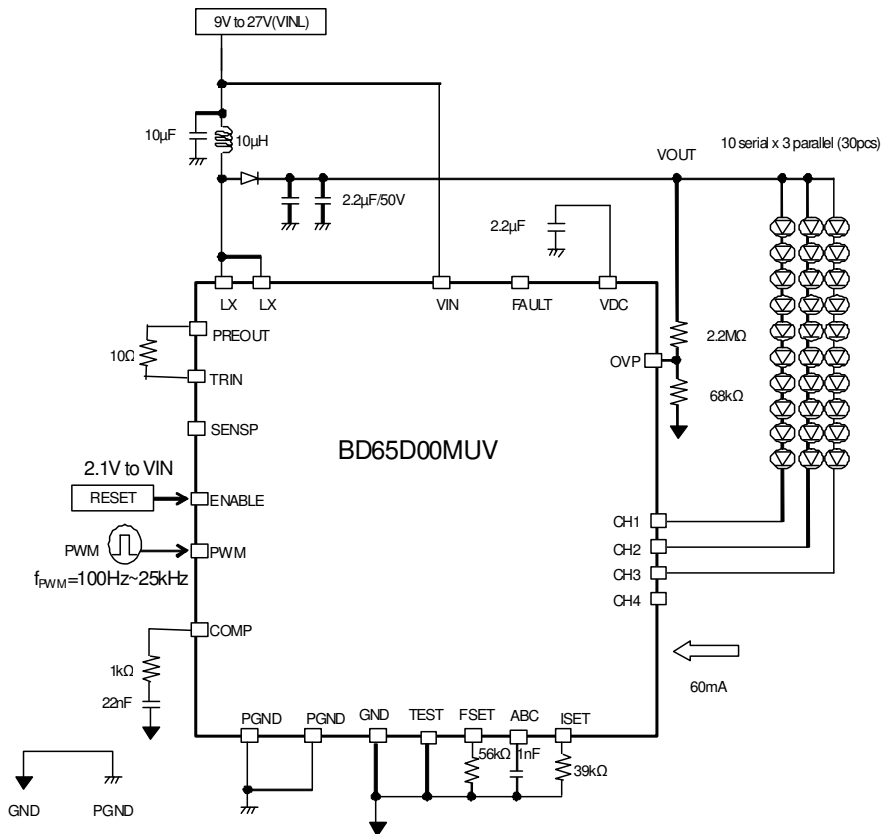 9V to 27V(VINL)
10µF
10µH
2.2µF/50V
VOUT
10 serial x 3 parallel (30pcs)
2.2µF
LX
LX
VIN
FAULT
VDC
PREOUT
10Ω
TRIN
OVP
2.2MΩ
68kΩ
SENSP
BD65D00MUV
2.1V to VIN
RESET
ENABLE
PWM
PWM
fPWM=100Hz~25kHz
CH1
CH2
CH3
CH4
COMP
1kΩ
22nF
60mA
PGND
PGND
GND
TEST
FSET
ABC
ISET
56kΩ
1nF
39kΩ
GND
PGND